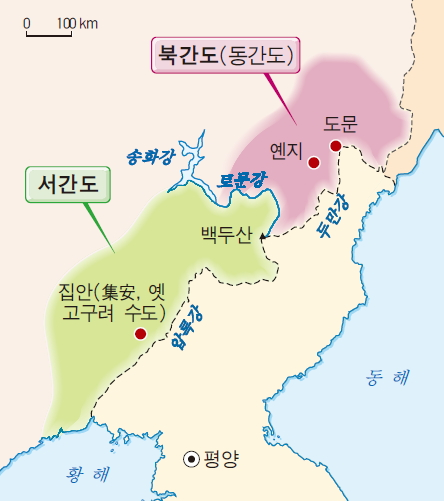 0 100 km
북간도(동간도)
도문
옌지
송화강
토문강
서간도
두만강
백두산
집안(集安, 옛
고구려 수도)
압록강
동해
평양
황해